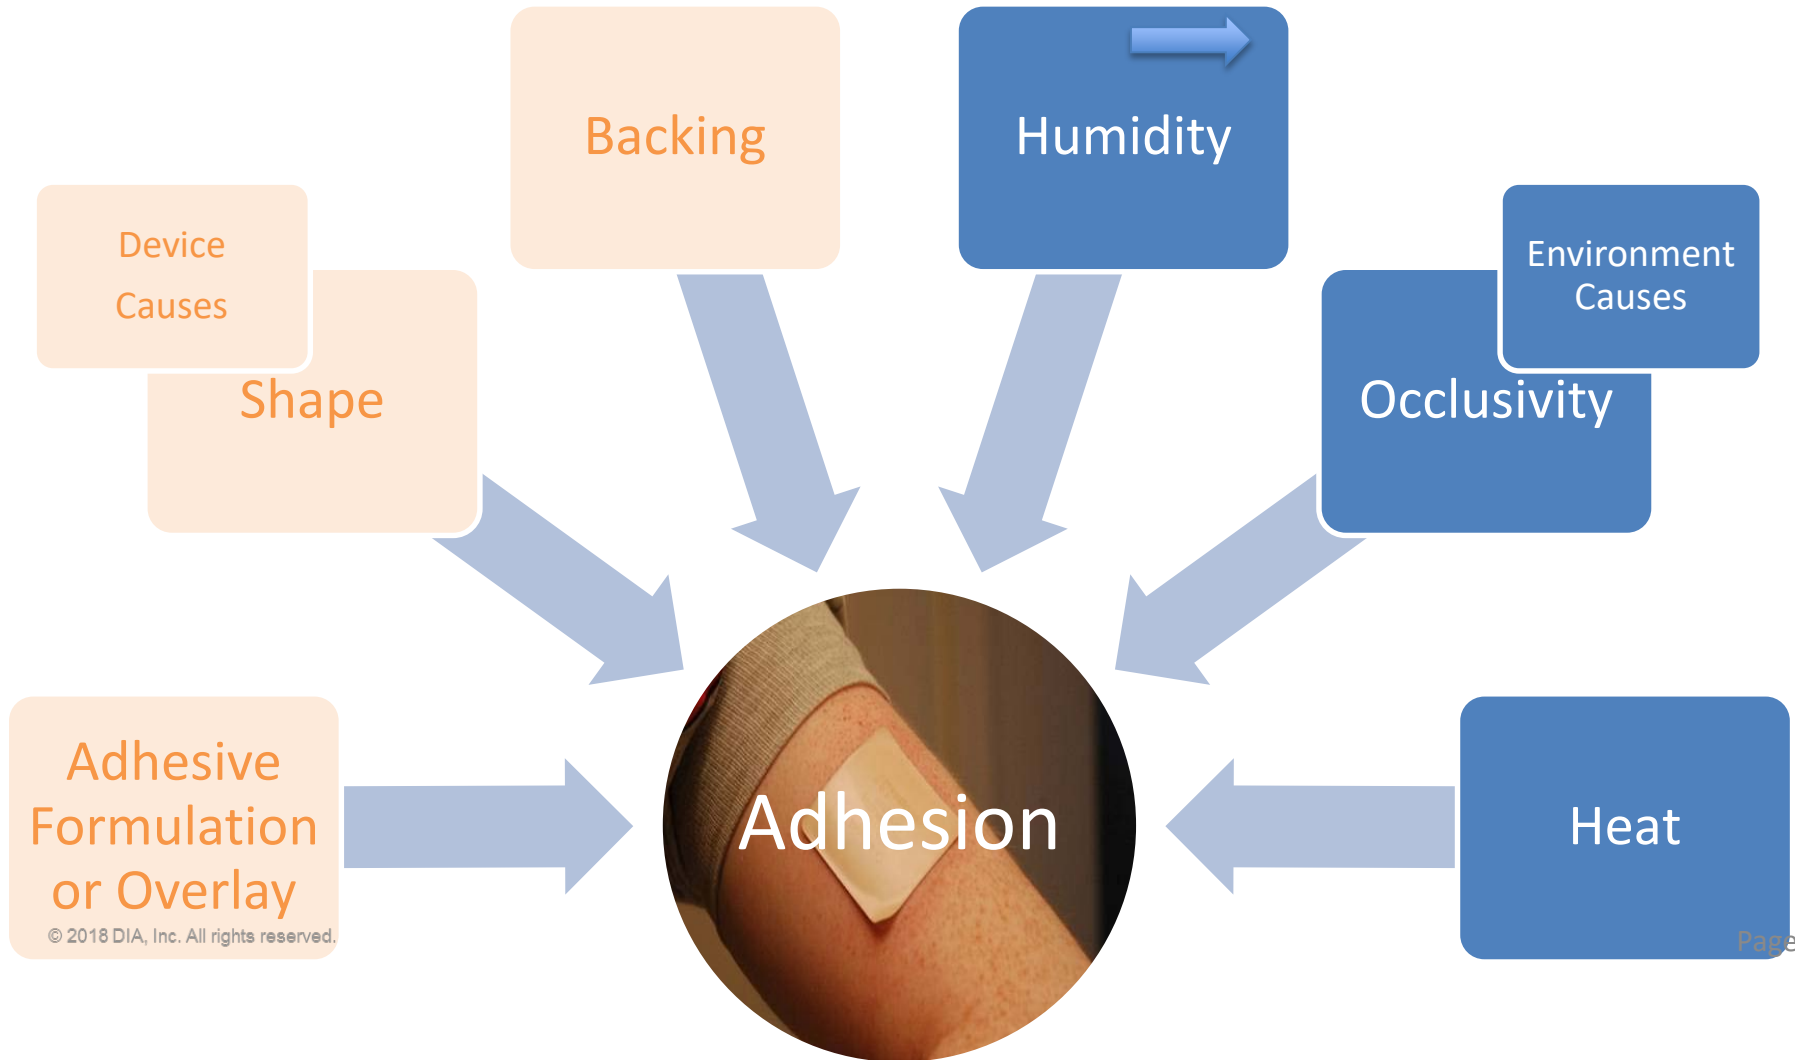 Backing
Humidity
Device
Causes
Shape
Environment
Causes
Occlusivity
Adhesive
Formulation
or Overlay
Adhesion
Heat
© 2018 DIA, Inc. All rights reserved.
Page